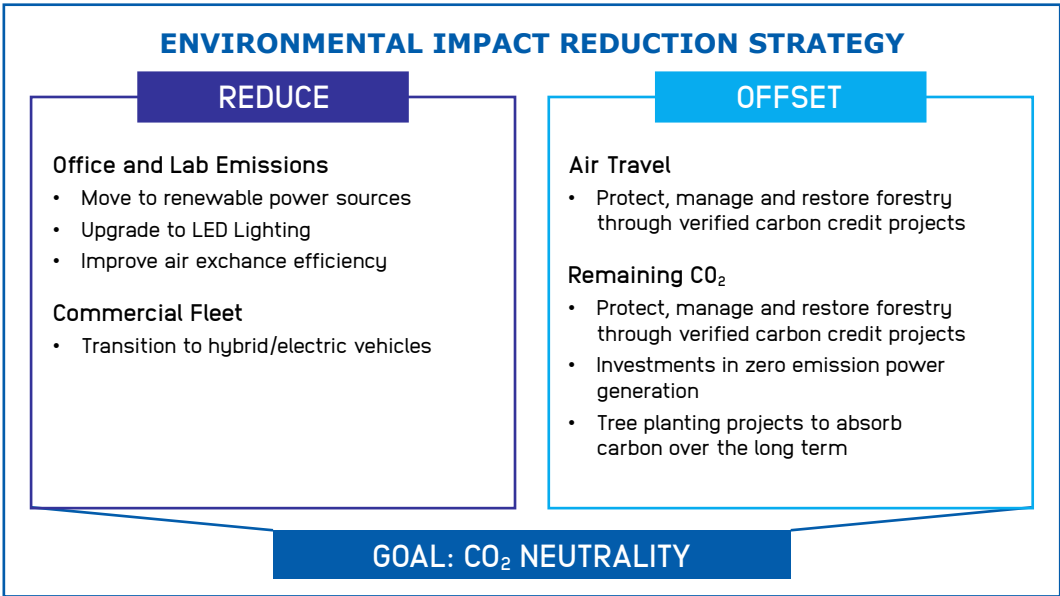 ENVIRONMENTAL IMPACT REDUCTION STRATEGY
REDUCE
Office and Lab Emissions
• Move to renewable power sources
• Upgrade to LED Lighting
• Improve air exchance efficiency
Commercial Fleet
• Transition to hybrid/electric vehicles
OFFSET
Air Travel
• Protect, manage and restore forestry
through verified carbon credit projects
Remaining CO₂
• Protect, manage and restore forestry
through verified carbon credit projects
• Investments in zero emission power
generation
• Tree planting projects to absorb
carbon over the long term
GOAL: CO₂ NEUTRALITY